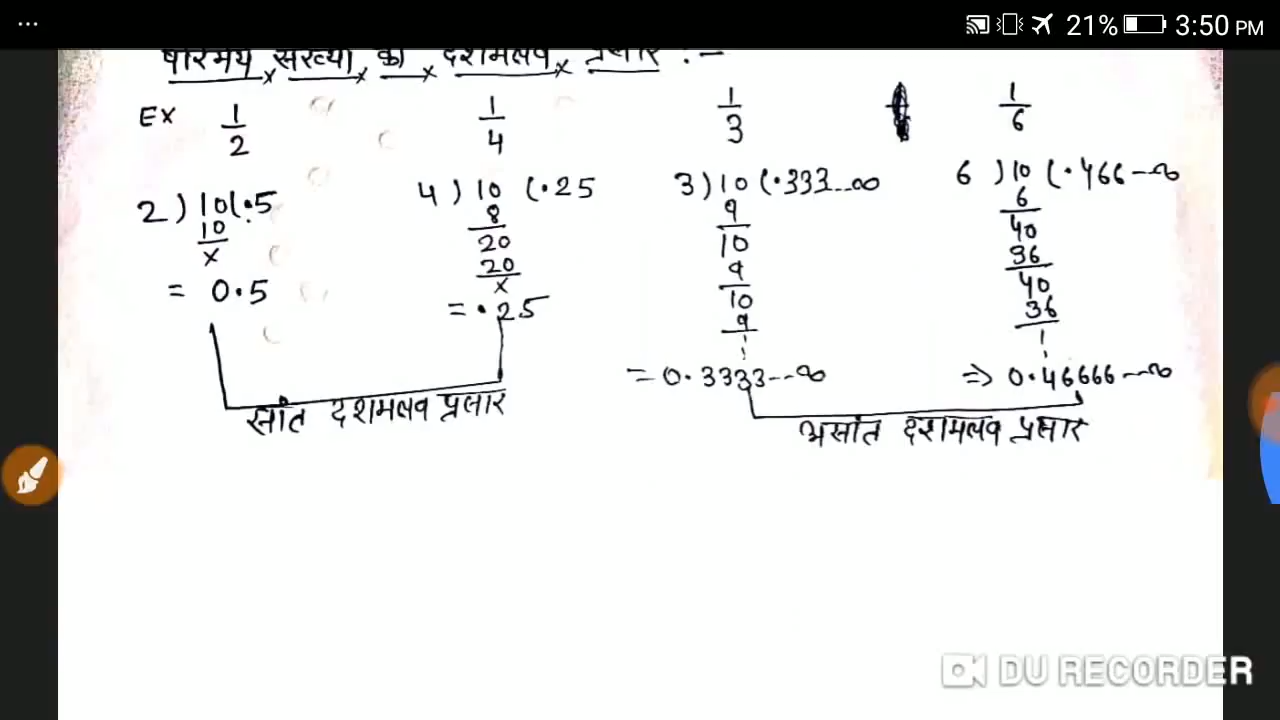 ... 21% 3:50 PM
परिमेय संख्या का दशमलव प्रसार :-
EX 1/2 1/4 1/3 1/6
2 ) 10 ( .5 4 ) 10 ( .25 3 ) 10 ( .333...∞ 6 ) 10 ( .466--∞
10 8 9 6
x 20 10 40
20 9 36
x 10 40
9 36
= 0.5 = .25
= 0.3333--∞ => 0.46666--∞
सांत दशमलव प्रसार
असांत दशमलव प्रसार
DU RECORDER